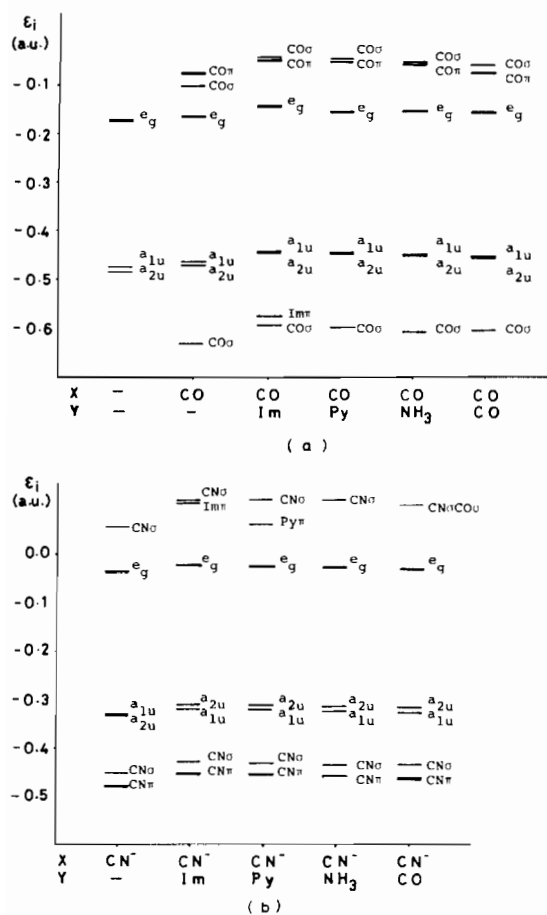 εi
(a.u.)
-0·1
-0·2
-0·3
-0·4
-0·5
-0·6
COπ
COσ
COσ
COπ
COσ
COπ
COσ
COπ
COσ
COπ
eg
eg
eg
eg
eg
eg
a1u
a2u
a1u
a2u
a1u
a2u
a1u
a2u
a1u
a2u
a1u
a2u
COσ
Imπ
COσ
COσ
COσ
COσ
X — CO CO CO CO CO
Y — - Im Py NH3 CO
( a )
εi
(a.u.)
0·0
-0·1
-0·2
-0·3
-0·4
-0·5
CNσ
CNσ
Imπ
CNσ
Pyπ
CNσ
CNσCOσ
eg
eg
eg
eg
eg
a1u
a2u
a2u
a1u
a2u
a1u
a2u
a1u
a2u
a1u
CNσ
CNπ
CNσ
CNπ
CNσ
CNπ
CNσ
CNπ
CNσ
CNπ
X CN⁻ CN⁻ CN⁻ CN⁻ CN⁻
Y — Im Py NH3 CO
( b )